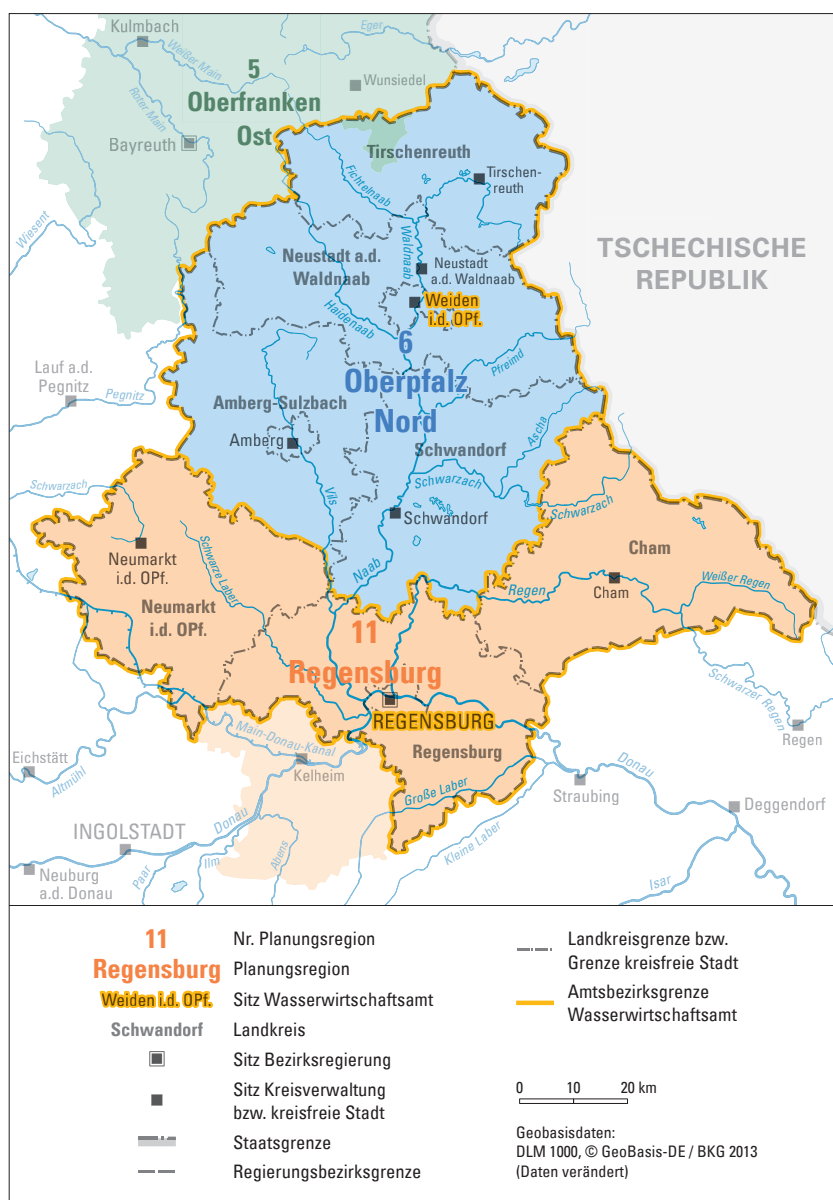 Kulmbach
Weißer Main
Eger
5
Oberfranken
Ost
Wunsiedel
Roter Main
Bayreuth
Tirschenreuth
Tirschen-
reuth
Fichtelnaab
Wiesent
Waldnaab
Neustadt a.d.
Waldnaab
Neustadt
a.d. Waldnaab
TSCHECHISCHE
REPUBLIK
Weiden
i.d. OPf.
Haidenaab
6
Oberpfalz
Nord
Pfreimd
Lauf a.d.
Pegnitz
Pegnitz
Amberg-Sulzbach
Amberg
Schwandorf
Ascha
Schwarzach
Schwarzach
Vils
Schwandorf
Schwarzach
Neumarkt
i.d. OPf.
Schwarze Laber
Naab
Cham
Regen
Cham
Weißer Regen
Neumarkt
i.d. OPf.
11
Regensburg
Schwarzer Regen
REGENSBURG
Regen
Main-Donau-Kanal
Regensburg
Eichstätt
Altmühl
Kelheim
Große Laber
Donau
Straubing
Deggendorf
INGOLSTADT
Donau
Kleine Laber
Neuburg
a.d. Donau
Paar
Ilm
Abens
Isar
11
Nr. Planungsregion
Regensburg
Planungsregion
Weiden i.d. OPf.
Sitz Wasserwirtschaftsamt
Schwandorf
Landkreis
Sitz Bezirksregierung
Sitz Kreisverwaltung
bzw. kreisfreie Stadt
Staatsgrenze
Regierungsbezirksgrenze
Landkreisgrenze bzw.
Grenze kreisfreie Stadt
Amtsbezirksgrenze
Wasserwirtschaftsamt
0 10 20 km
Geobasisdaten:
DLM 1000, © GeoBasis-DE / BKG 2013
(Daten verändert)